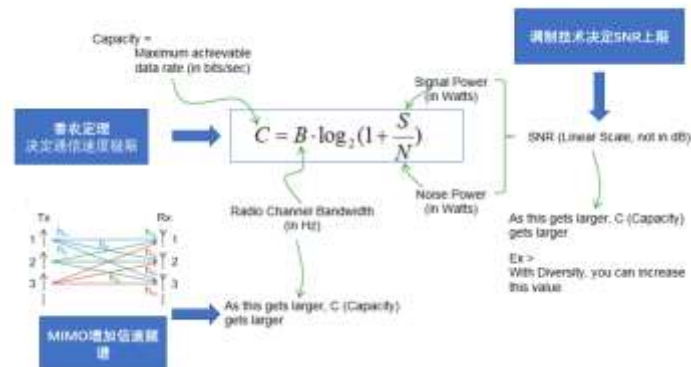 Capacity =
Maximum achievable
data rate (in bits/sec)
调制技术决定SNR上限
Signal Power
(in Watts)
香农定理
决定通信速度极限
C = B · log₂(1 + S/N)
SNR (Linear Scale, not in dB)
Noise Power
(in Watts)
Radio Channel Bandwidth
(in Hz)
Tx
Rx
1
1
2
2
3
3
As this gets larger, C (Capacity)
gets larger
Ex >
With Diversity, you can increase
this value
As this gets larger, C (Capacity)
gets larger
MIMO增加信道频
谱